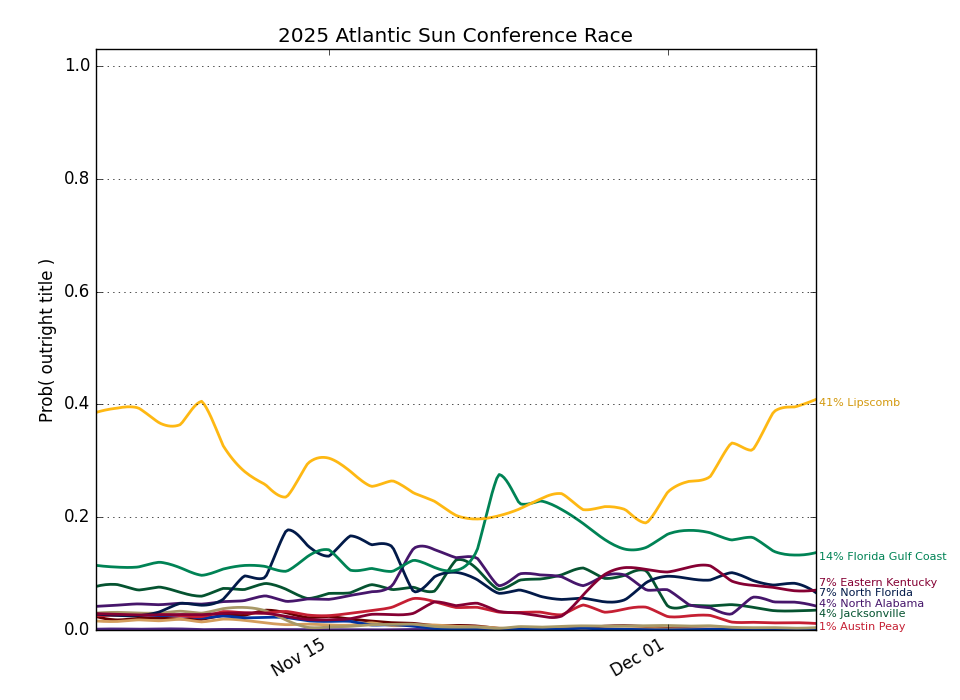 2025 Atlantic Sun Conference Race
Prob( outright title )
1.0
0.8
0.6
0.4
0.2
0.0
Nov 15
Dec 01
41% Lipscomb
14% Florida Gulf Coast
7% Eastern Kentucky
7% North Florida
4% North Alabama
4% Jacksonville
1% Austin Peay